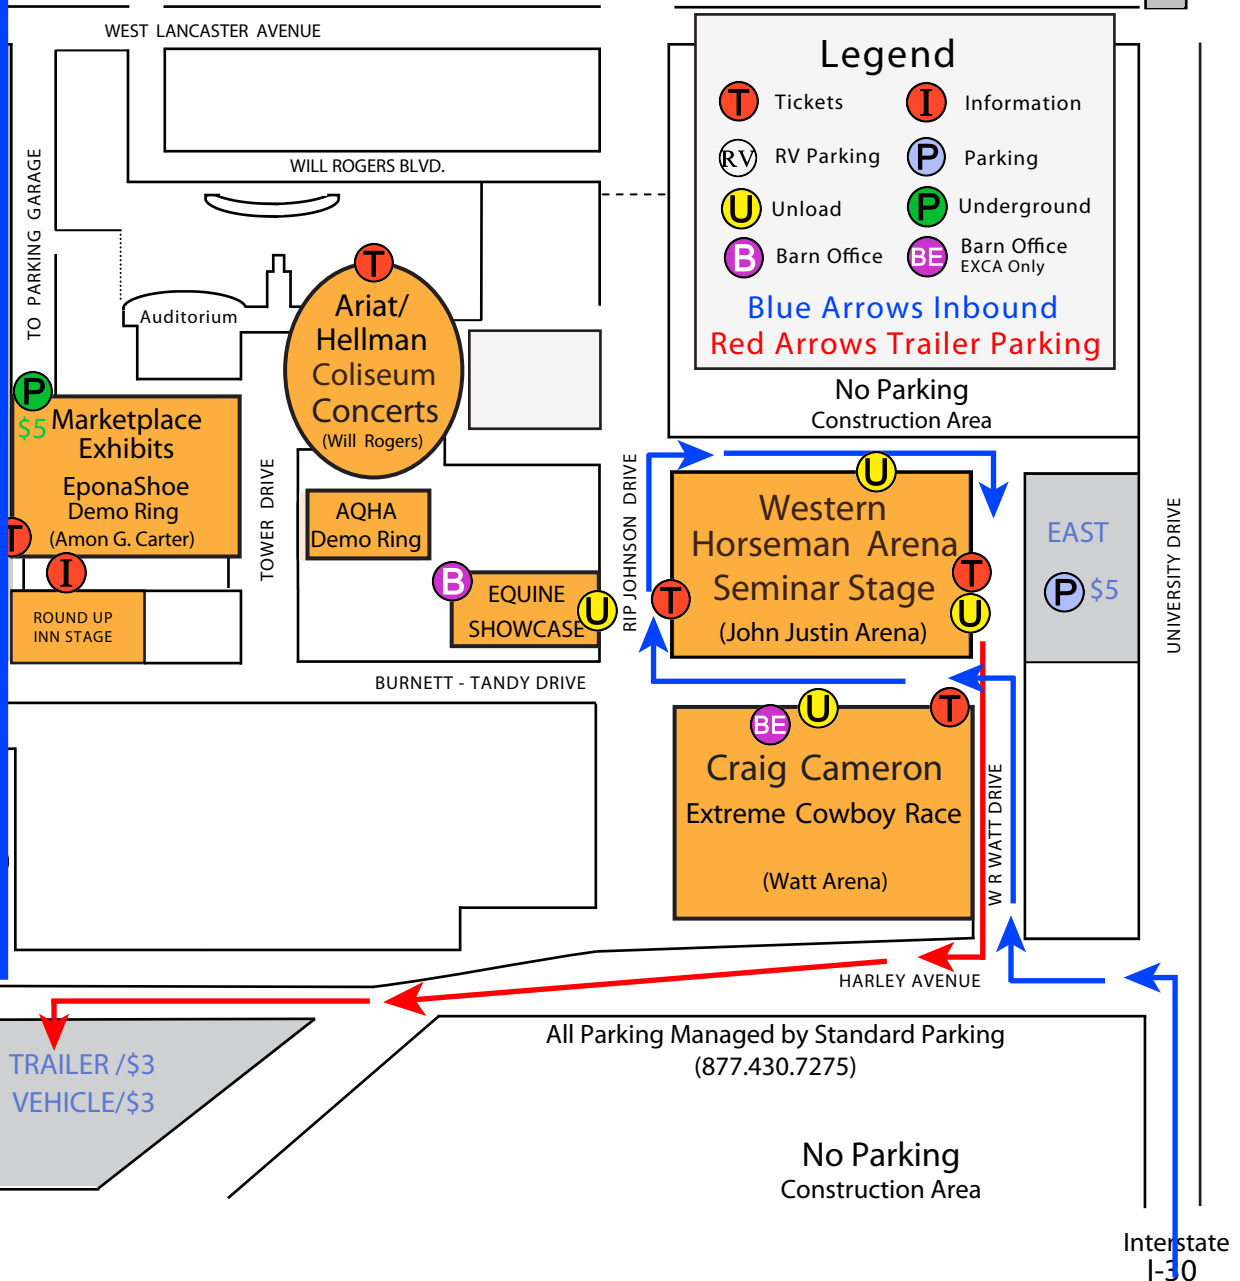 WEST LANCASTER AVENUE
Legend
T Tickets
I Information
RV RV Parking
P Parking
U Unload
P Underground
B Barn Office
BE Barn Office
EXCA Only
Blue Arrows Inbound
Red Arrows Trailer Parking
No Parking
Construction Area
WILL ROGERS BLVD.
TO PARKING GARAGE
Auditorium
T
Ariat/
Hellman
Coliseum
Concerts
(Will Rogers)
P
$5
Marketplace
Exhibits
EponaShoe
Demo Ring
(Amon G. Carter)
T
I
ROUND UP
INN STAGE
TOWER DRIVE
AQHA
Demo Ring
B
EQUINE
SHOWCASE
U
RIP JOHNSON DRIVE
U
Western
Horseman Arena
Seminar Stage
(John Justin Arena)
T
T
U
EAST
P $5
UNIVERSITY DRIVE
BURNETT - TANDY DRIVE
BE
U
T
Craig Cameron
Extreme Cowboy Race
(Watt Arena)
W R WATT DRIVE
HARLEY AVENUE
TRAILER /$3
VEHICLE/$3
All Parking Managed by Standard Parking
(877.430.7275)
No Parking
Construction Area
Interstate
I-30